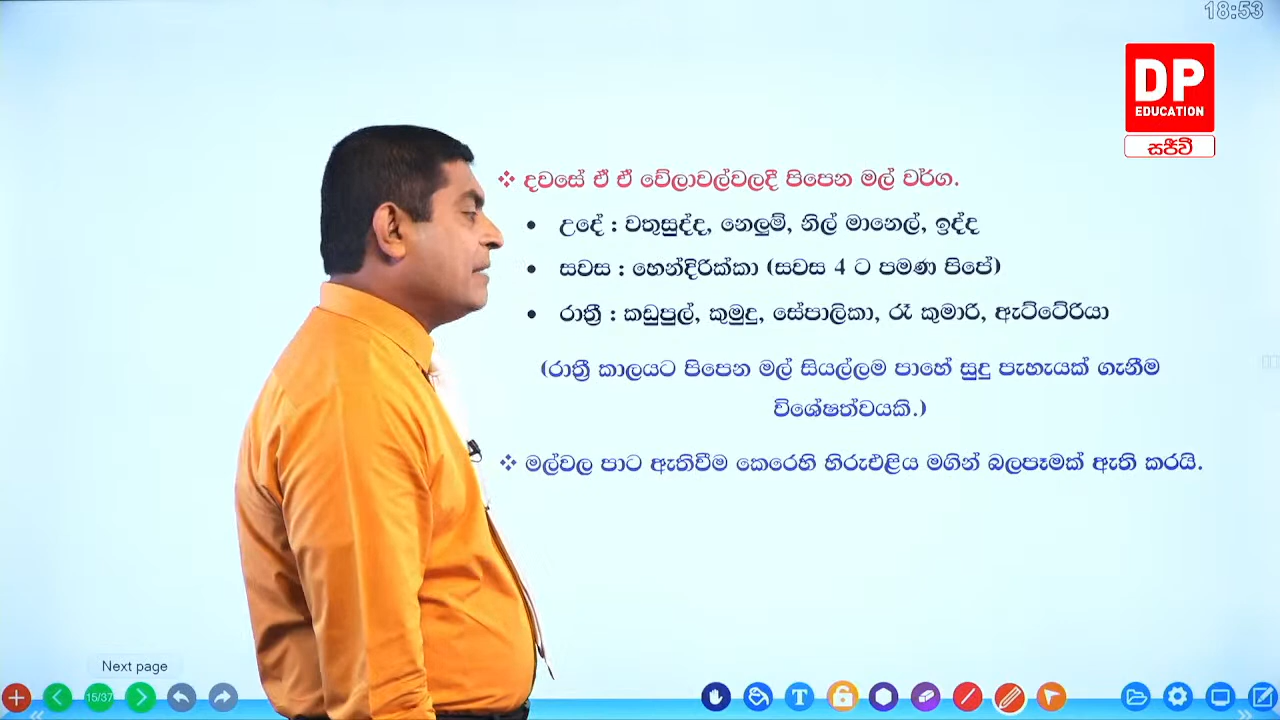 18:53
DP
EDUCATION
සජීවී
❖ දවසේ ඒ ඒ වේලාවල්වලදී පිපෙන මල් වර්ග.
• උදේ : වතුසුද්ද, නෙලුම්, නිල් මානෙල්, ඉද්ද
• සවස : හෙන්දිරික්කා (සවස 4 ට පමණ පිපේ)
• රාත්‍රී : කඩුපුල්, කුමුදු, සේපාලිකා, රෑ කුමාරි, ඇට්ටේරියා
(රාත්‍රී කාලයට පිපෙන මල් සියල්ලම පාහේ සුදු පැහැයක් ගැනීම
විශේෂත්වයකි.)
❖ මල්වල පාට ඇතිවීම කෙරෙහි හිරුඑළිය මගින් බලපෑමක් ඇති කරයි.
Next page
15/37
T